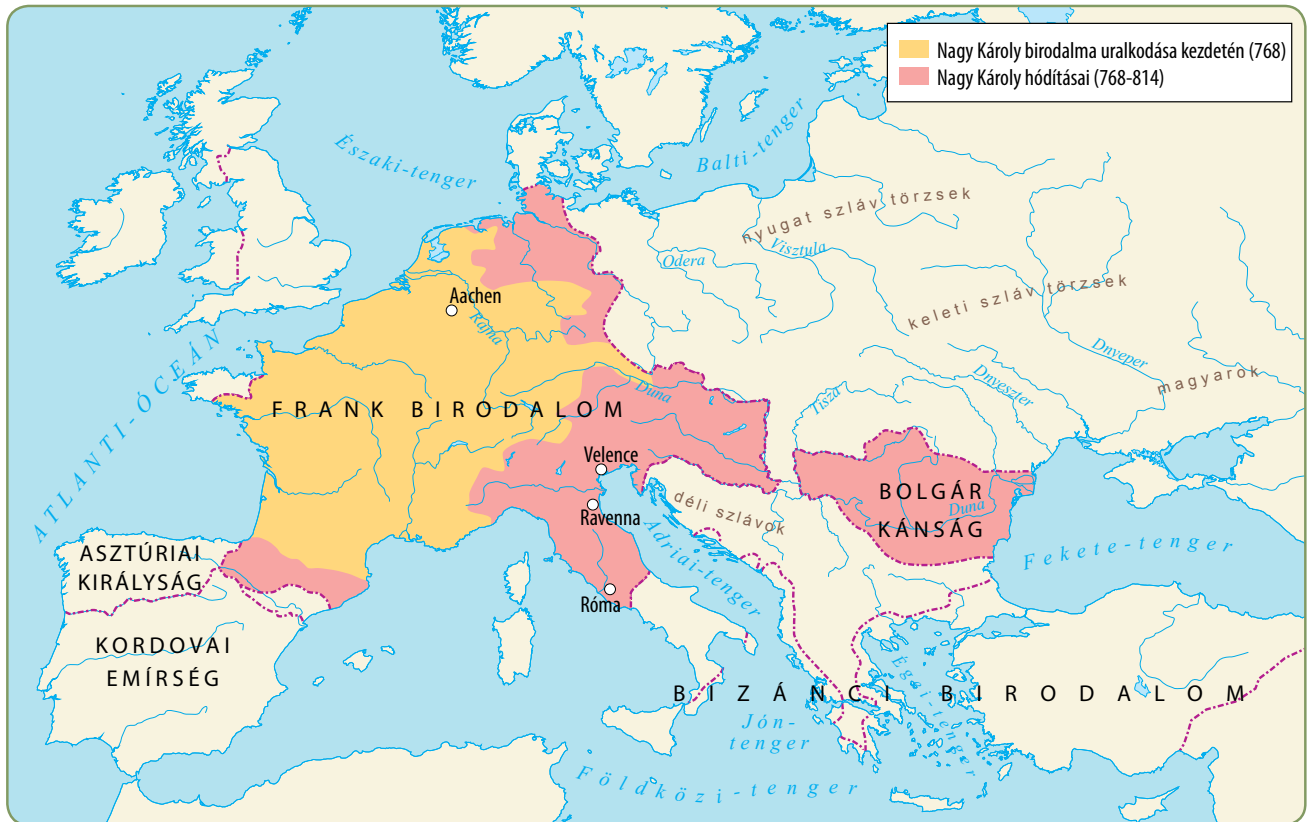 Nagy Károly birodalma uralkodása kezdetén (768)
Nagy Károly hódításai (768-814)
Északi-tenger
Balti-tenger
nyugat szláv törzsek
Visztula
Odera
keleti szláv törzsek
Aachen
Rajna
Dnyeper
magyarok
Dnyeszter
ATLANTI-ÓCEÁN
FRANK BIRODALOM
Duna
Tisza
Velence
Ravenna
déli szlávok
BOLGÁR
KÁNSÁG
Duna
Fekete-tenger
Adriai-tenger
ASZTÚRIAI
KIRÁLYSÁG
Róma
KORDOVAI
EMÍRSÉG
BIZÁNCI BIRODALOM
Égei-tenger
Jón-
tenger
Földközi-tenger